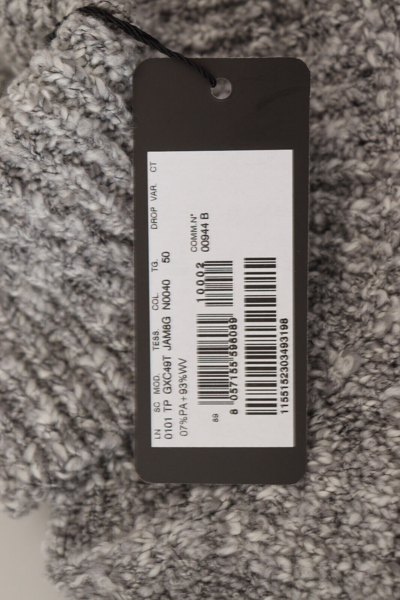 LN SC MOD. TESS. COL. TG. DROP VAR. CT
0101 TP GXC49T JAM8G N0040 50
07%PA+93%WV
COMM.N°
00944 B
10002
8 057155 598089
89
1155152303493198